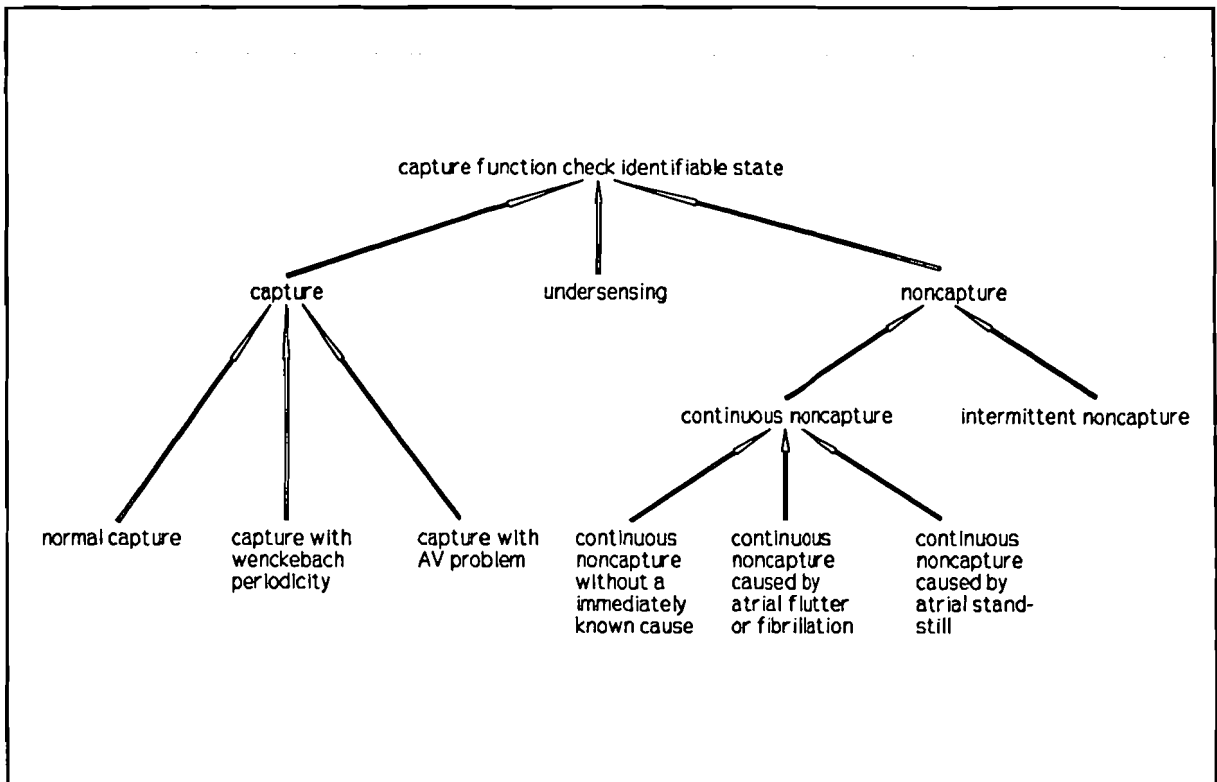 capture function check identifiable state
capture
undersensing
noncapture
continuous noncapture
intermittent noncapture
normal capture
capture with
wenckebach
periodicity
capture with
AV problem
continuous
noncapture
without a
immediately
known cause
continuous
noncapture
caused by
atrial flutter
or fibrillation
continuous
noncapture
caused by
atrial stand-
still